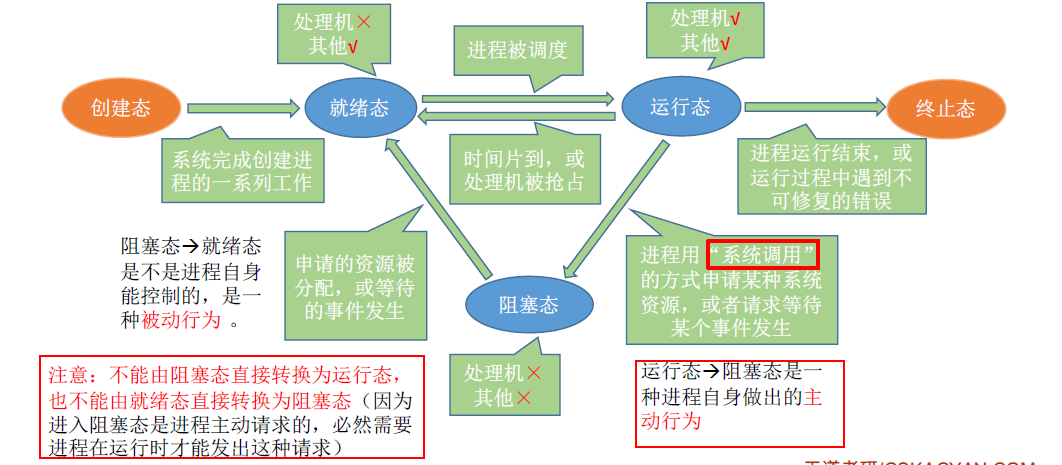 处理机×
其他√
进程被调度
处理机√
其他√
创建态
就绪态
运行态
终止态
系统完成创建进
程的一系列工作
时间片到，或
处理机被抢占
进程运行结束，或
运行过程中遇到不
可修复的错误
阻塞态→就绪态
是不是进程自身
能控制的，是一
种被动行为 。
申请的资源被
分配，或等待
的事件发生
进程用“系统调用”
的方式申请某种系统
资源，或者请求等待
某个事件发生
阻塞态
处理机×
其他×
注意：不能由阻塞态直接转换为运行态，
也不能由就绪态直接转换为阻塞态（因为
进入阻塞态是进程主动请求的，必然需要
进程在运行时才能发出这种请求）
运行态→阻塞态是一
种进程自身做出的主
动行为